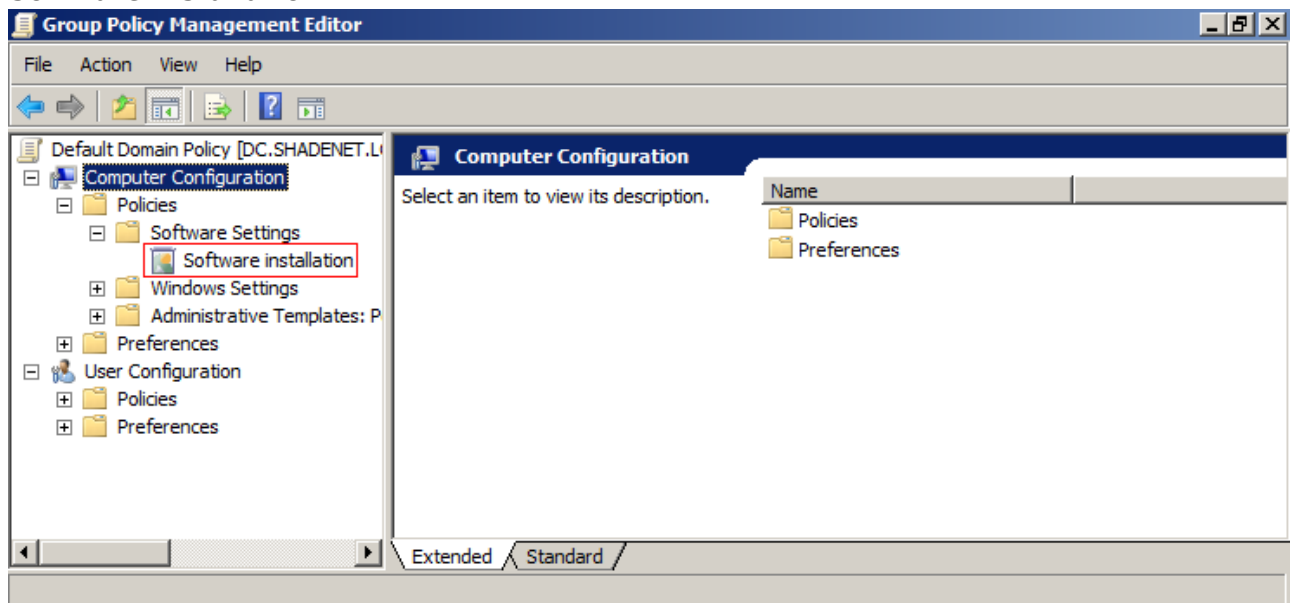 Group Policy Management Editor
File Action View Help
Default Domain Policy [DC.SHADENET.L
Computer Configuration
Policies
Software Settings
Software installation
Windows Settings
Administrative Templates: P
Preferences
User Configuration
Policies
Preferences
Computer Configuration
Select an item to view its description.
Name
Policies
Preferences
Extended Standard